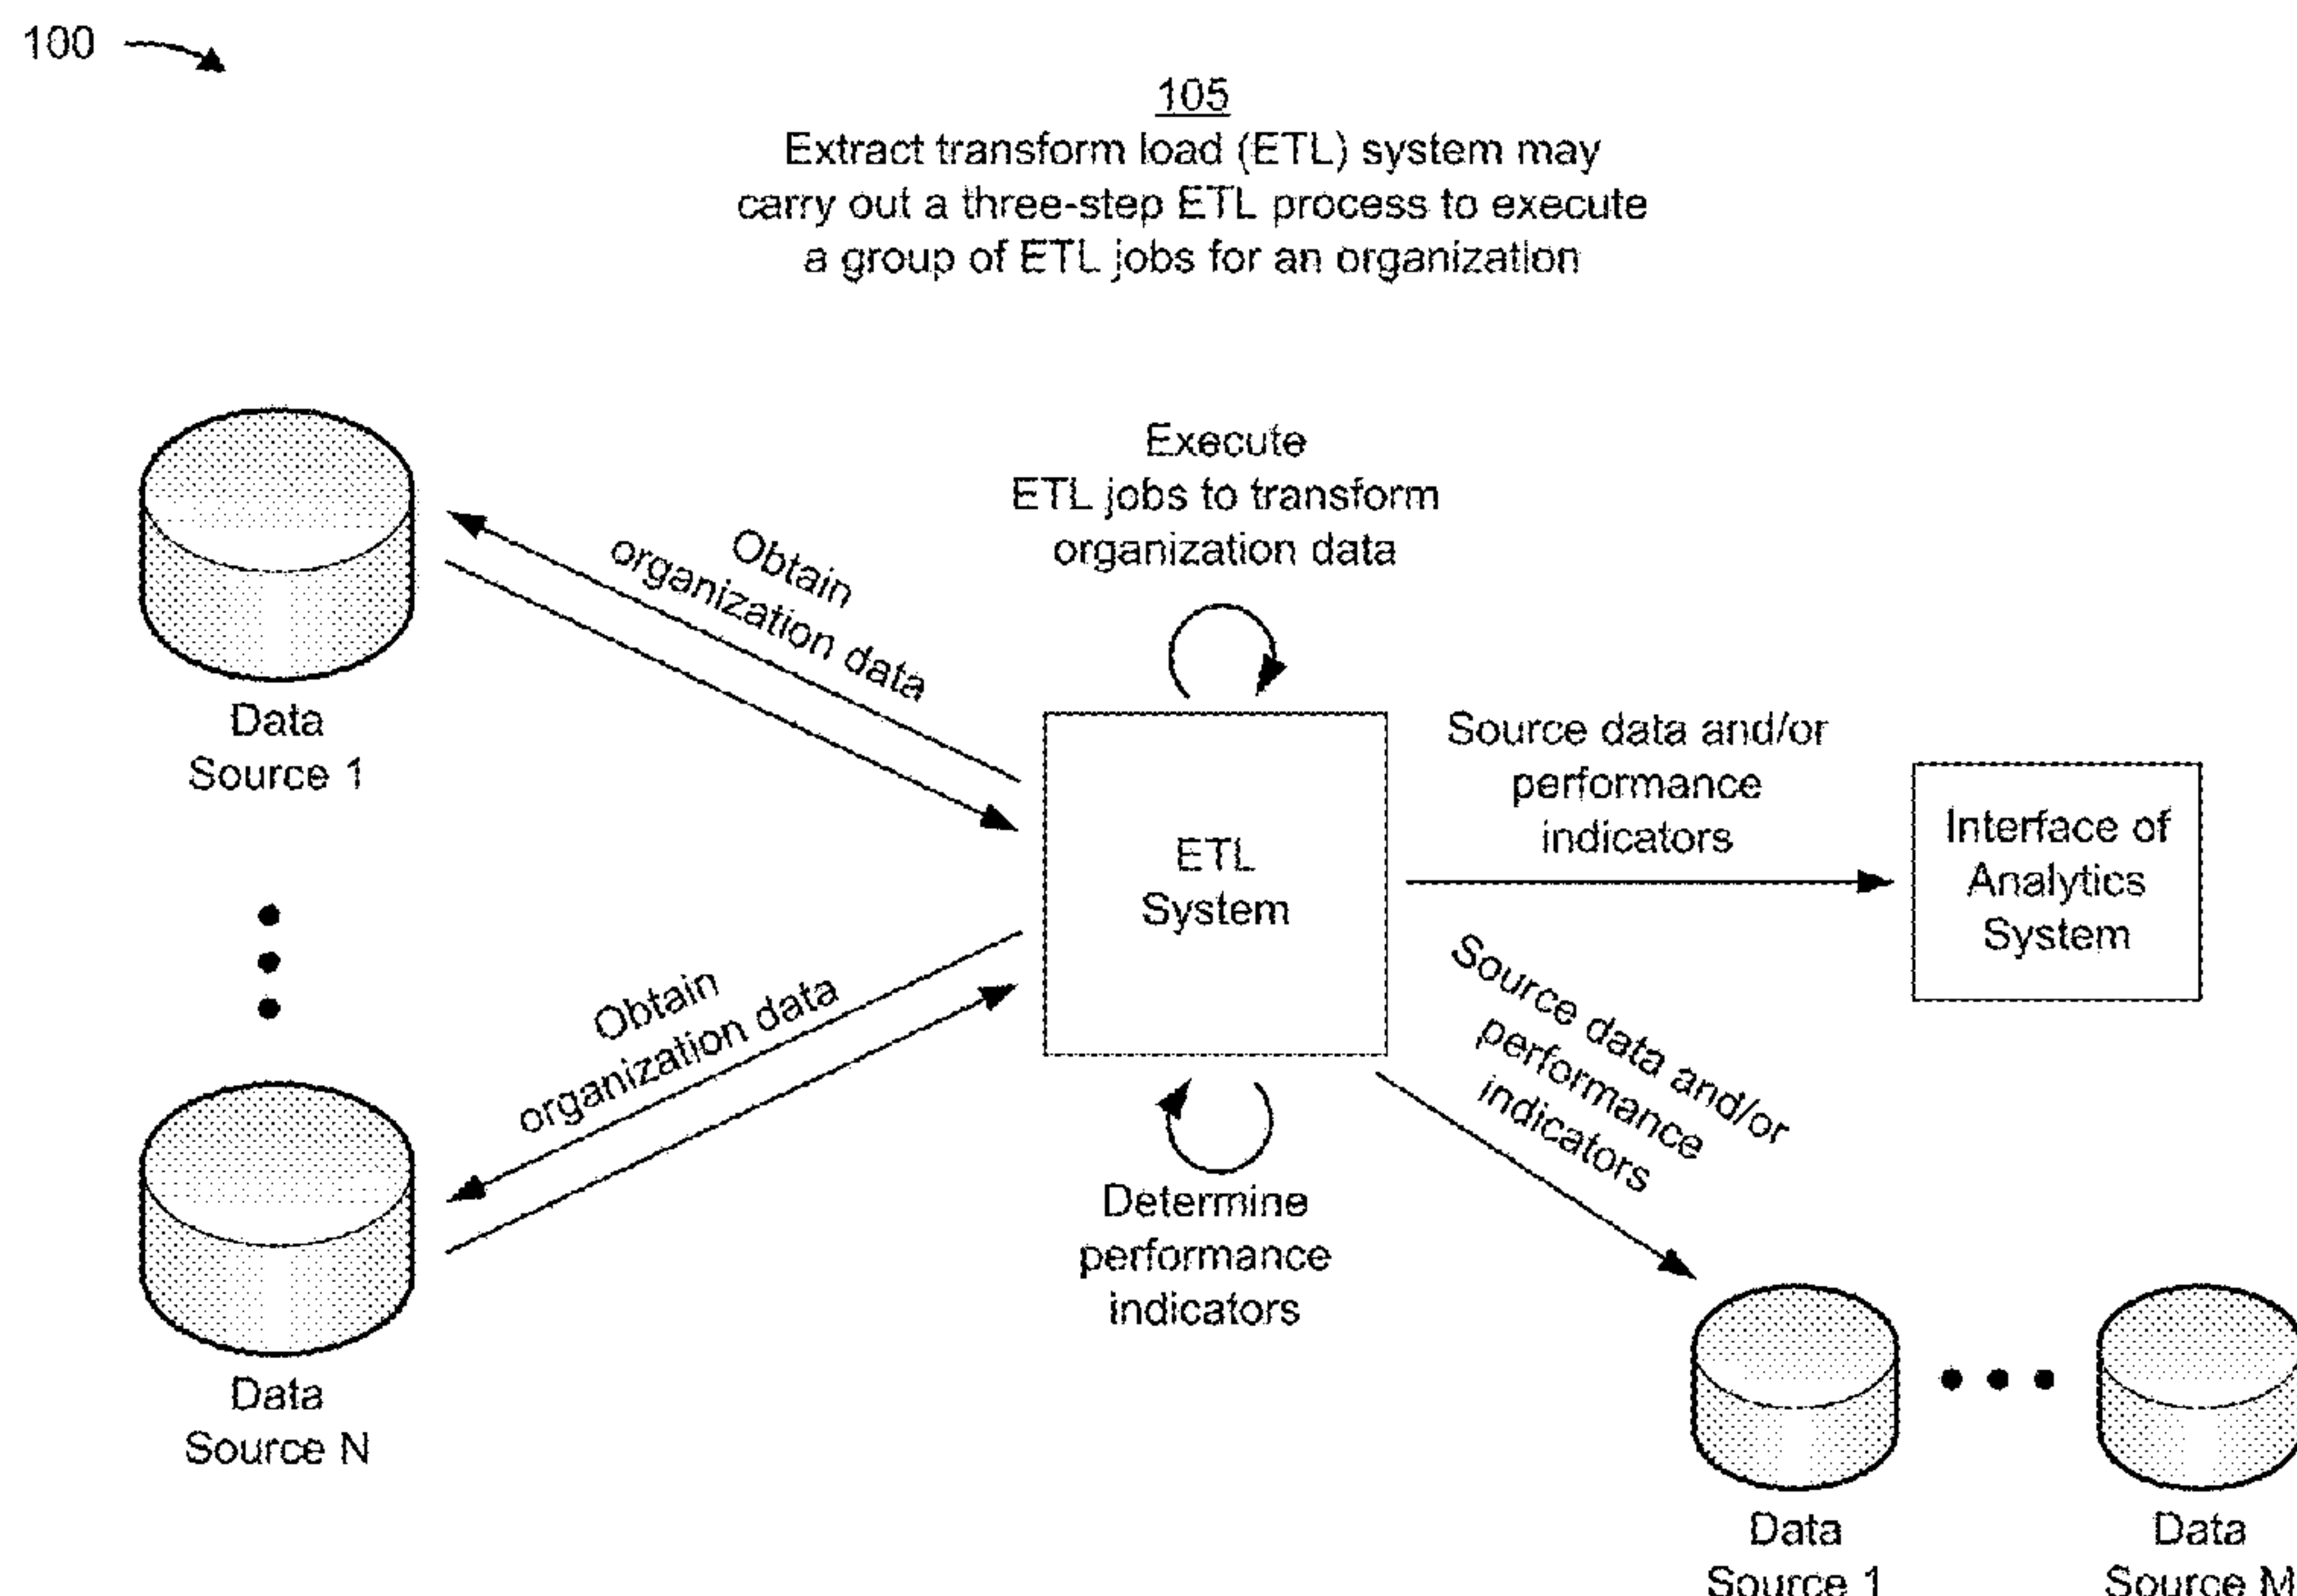 100
105
Extract transform load (ETL) system may
carry out a three-step ETL process to execute
a group of ETL jobs for an organization
Execute
ETL jobs to transform
organization data
Obtain
organization data
Data
Source 1
Source data and/or
performance
indicators
ETL
System
Interface of
Analytics
System
Obtain
organization data
Source data and/or
performance
indicators
Determine
performance
indicators
Data
Source N
Data
Source 1
Data
Source M